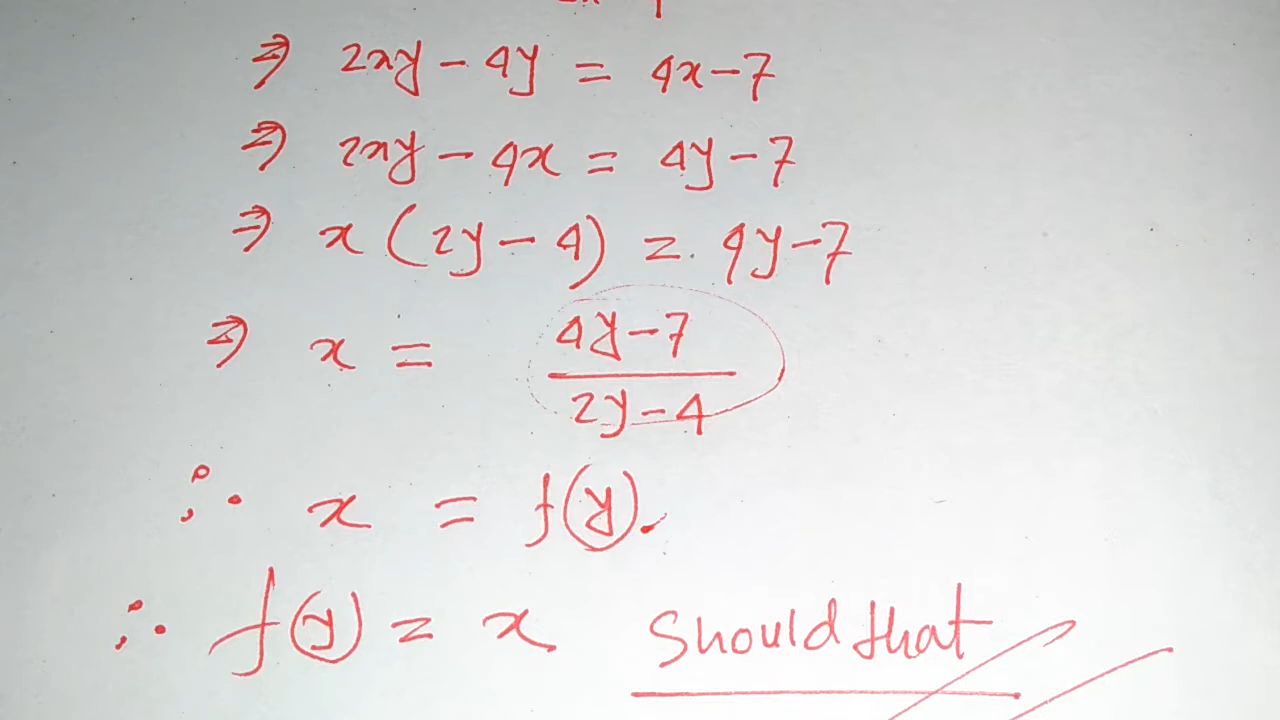 ⇒ 2xy - 4y = 4x - 7
⇒ 2xy - 4x = 4y - 7
⇒ x (2y - 4) = 4y - 7
⇒ x = (4y - 7) / (2y - 4)
∴ x = f(y).
∴ f(y) = x Should that